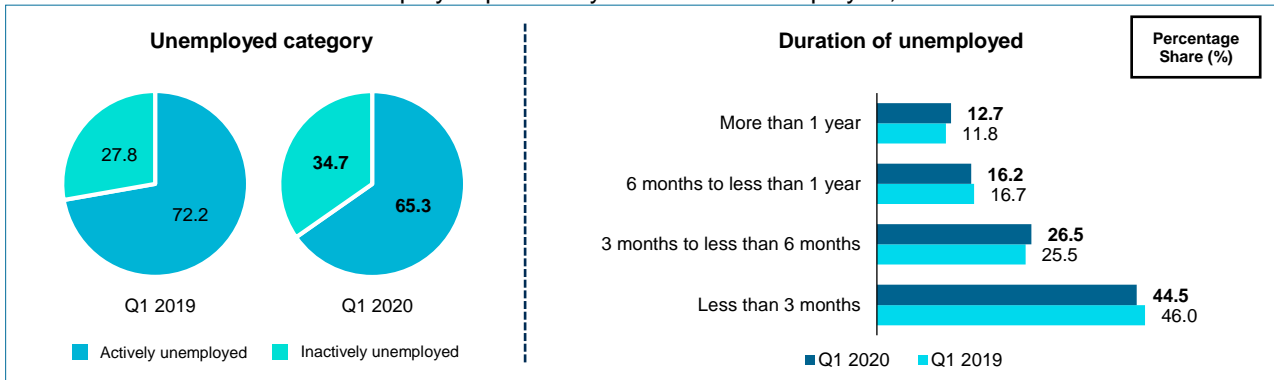 Unemployed category
27.8
72.2
Q1 2019
34.7
65.3
Q1 2020
Actively unemployed
Inactively unemployed
Duration of unemployed
Percentage
Share (%)
More than 1 year
12.7
11.8
6 months to less than 1 year
16.2
16.7
3 months to less than 6 months
26.5
25.5
Less than 3 months
44.5
46.0
Q1 2020
Q1 2019